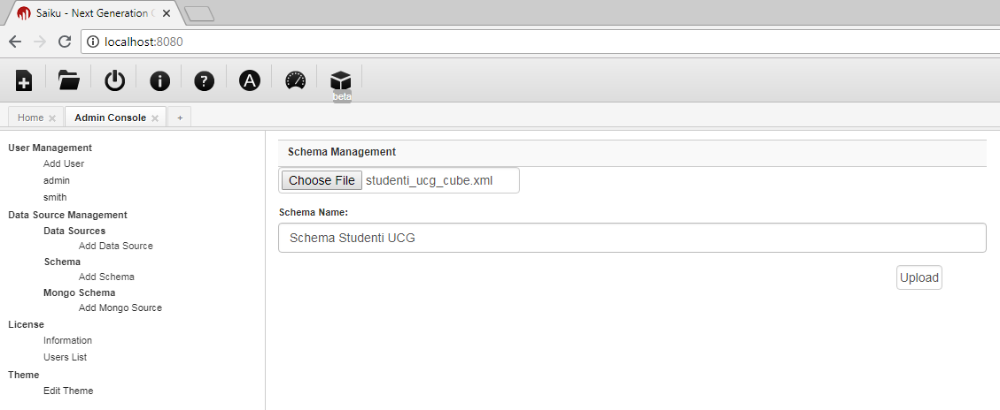 Saiku - Next Generation
localhost:8080
beta
Home
Admin Console
+
User Management
Add User
admin
smith
Data Source Management
Data Sources
Add Data Source
Schema
Add Schema
Mongo Schema
Add Mongo Source
License
Information
Users List
Theme
Edit Theme
Schema Management
Choose File studenti_ucg_cube.xml
Schema Name:
Schema Studenti UCG
Upload